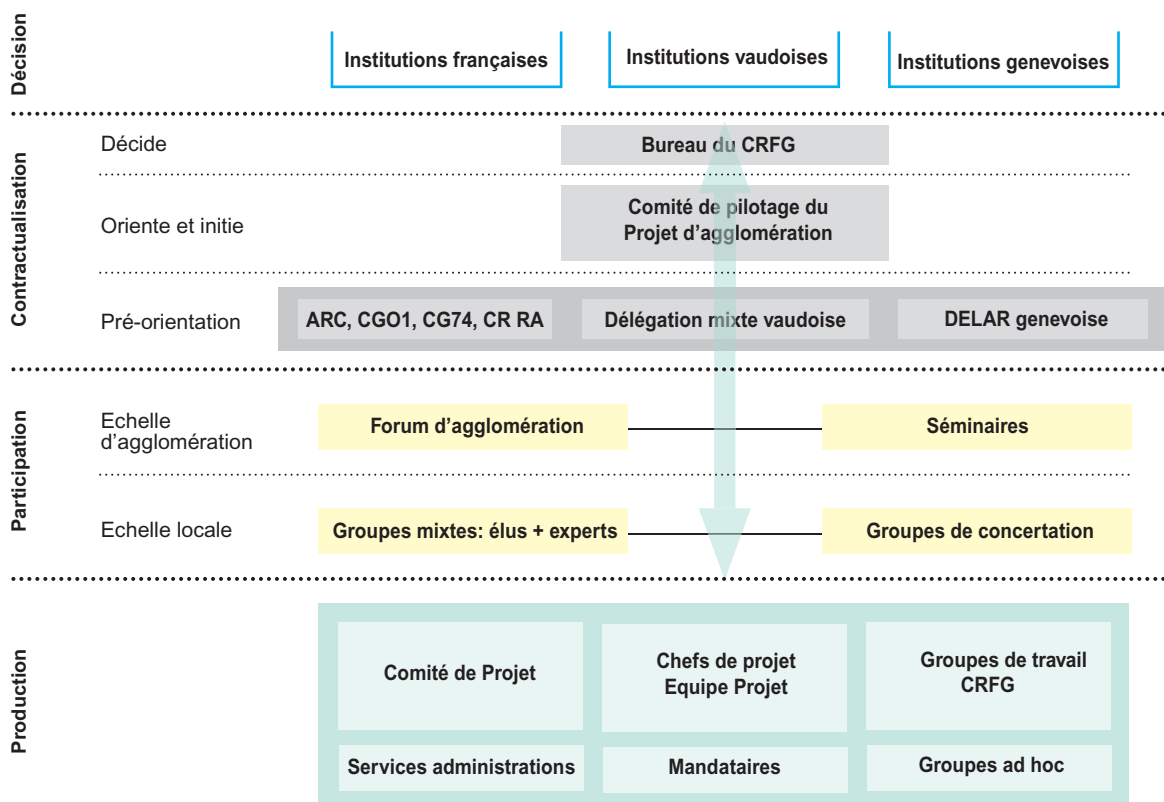 Décision
Institutions françaises
Institutions vaudoises
Institutions genevoises
Contractualisation
Décide
Bureau du CRFG
Oriente et initie
Comité de pilotage du
Projet d'agglomération
Pré-orientation
ARC, CGO1, CG74, CR RA
Délégation mixte vaudoise
DELAR genevoise
Participation
Echelle
d'agglomération
Forum d'agglomération
Séminaires
Echelle locale
Groupes mixtes: élus + experts
Groupes de concertation
Production
Comité de Projet
Chefs de projet
Equipe Projet
Groupes de travail
CRFG
Services administrations
Mandataires
Groupes ad hoc